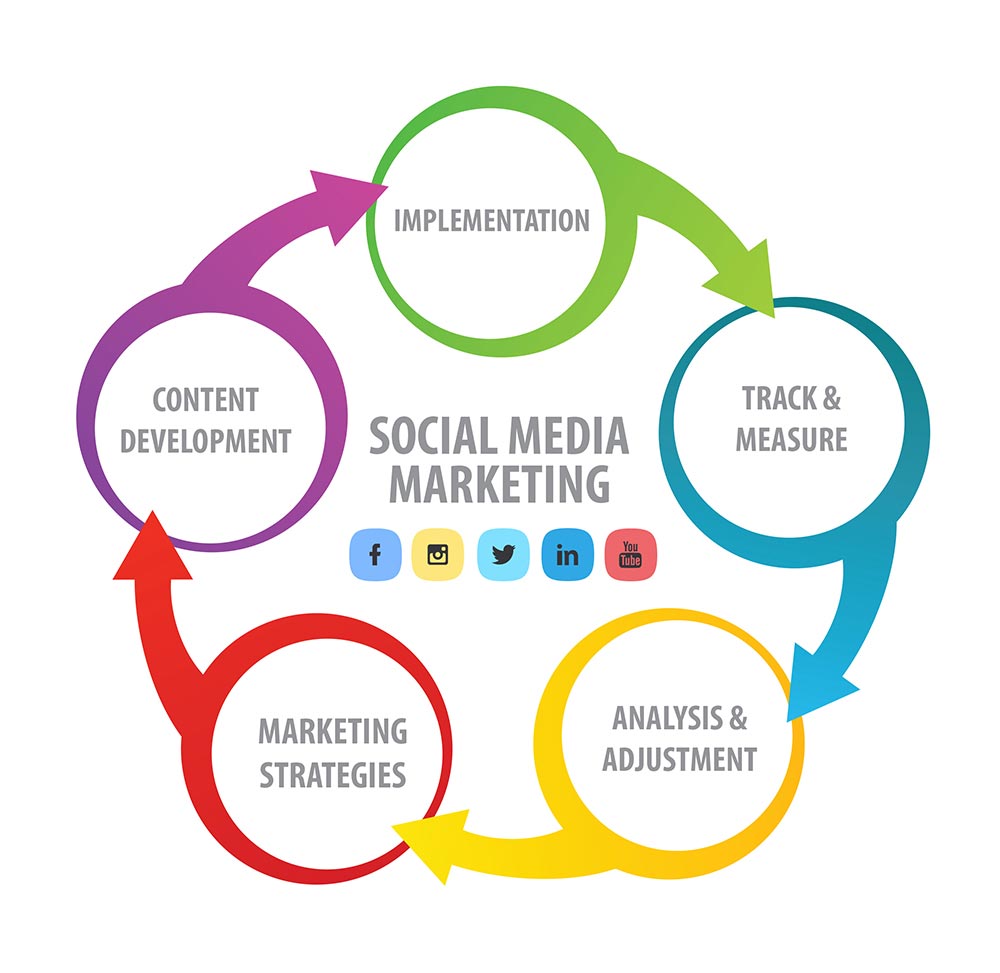 IMPLEMENTATION
CONTENT
DEVELOPMENT
TRACK &
MEASURE
SOCIAL MEDIA
MARKETING
f
in
You
Tube
MARKETING
STRATEGIES
ANALYSIS &
ADJUSTMENT